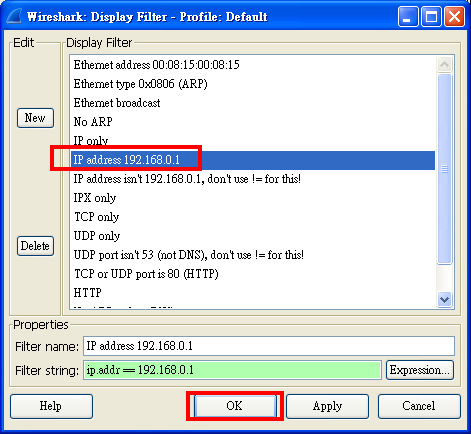 Wireshark: Display Filter - Profile: Default
Edit
Display Filter
New
Delete
Ethernet address 00:08:15:00:08:15
Ethernet type 0x0806 (ARP)
Ethernet broadcast
No ARP
IP only
IP address 192.168.0.1
IP address isn't 192.168.0.1, don't use != for this!
IPX only
TCP only
UDP only
UDP port isn't 53 (not DNS), don't use != for this!
TCP or UDP port is 80 (HTTP)
HTTP
Properties
Filter name: IP address 192.168.0.1
Filter string: ip.addr == 192.168.0.1 Expression...
Help OK Apply Cancel